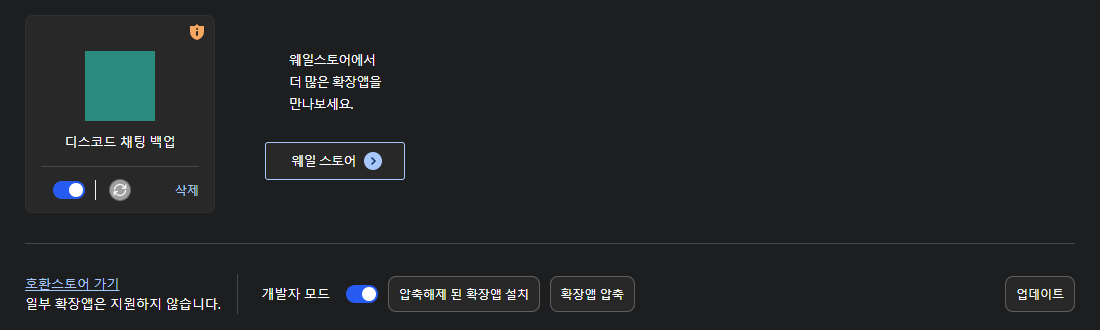 디스코드 채팅 백업
삭제
웨일스토어에서
더 많은 확장앱을
만나보세요.
웨일 스토어
호환스토어 가기
일부 확장앱은 지원하지 않습니다.
개발자 모드
압축해제 된 확장앱 설치
확장앱 압축
업데이트